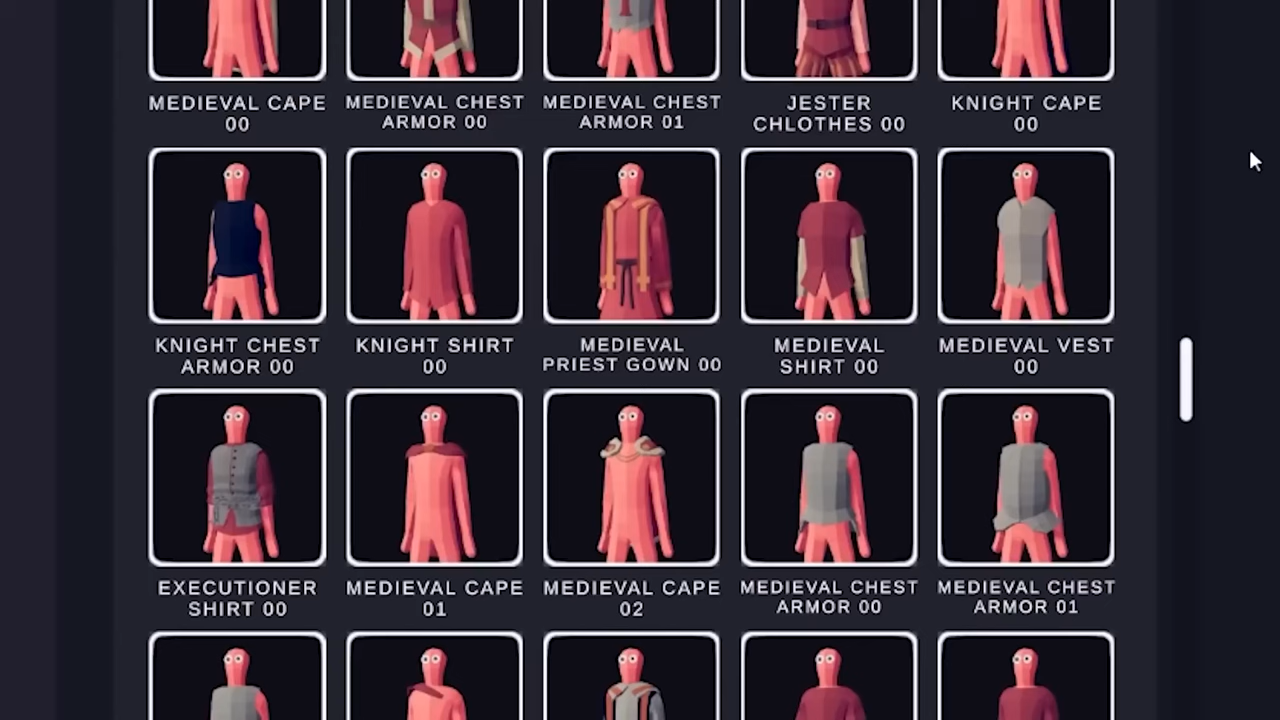 MEDIEVAL CAPE
00
MEDIEVAL CHEST
ARMOR 00
MEDIEVAL CHEST
ARMOR 01
JESTER
CHLOTHES 00
KNIGHT CAPE
00
KNIGHT CHEST
ARMOR 00
KNIGHT SHIRT
00
MEDIEVAL
PRIEST GOWN 00
MEDIEVAL
SHIRT 00
MEDIEVAL VEST
00
EXECUTIONER
SHIRT 00
MEDIEVAL CAPE
01
MEDIEVAL CAPE
02
MEDIEVAL CHEST
ARMOR 00
MEDIEVAL CHEST
ARMOR 01